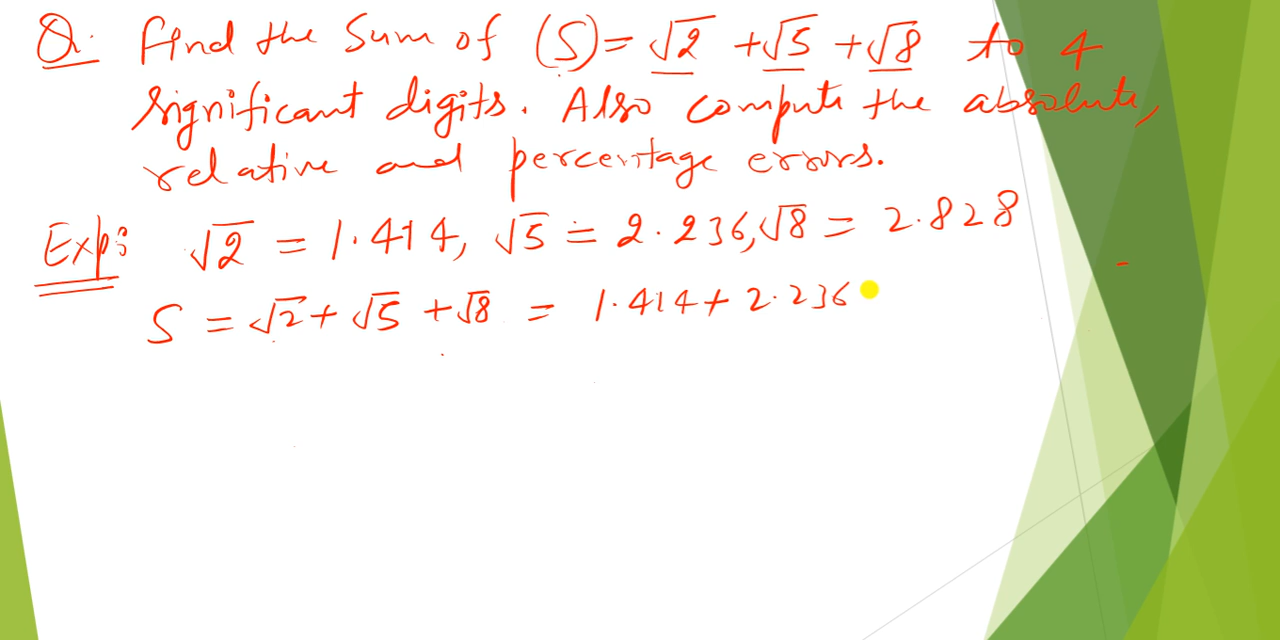 Q. Find the Sum of (S) = √2 + √5 + √8 to 4
significant digits. Also compute the absolute,
relative and percentage errors.
Exp: √2 = 1.414, √5 = 2.236, √8 = 2.828
S = √2 + √5 + √8 = 1.414 + 2.236